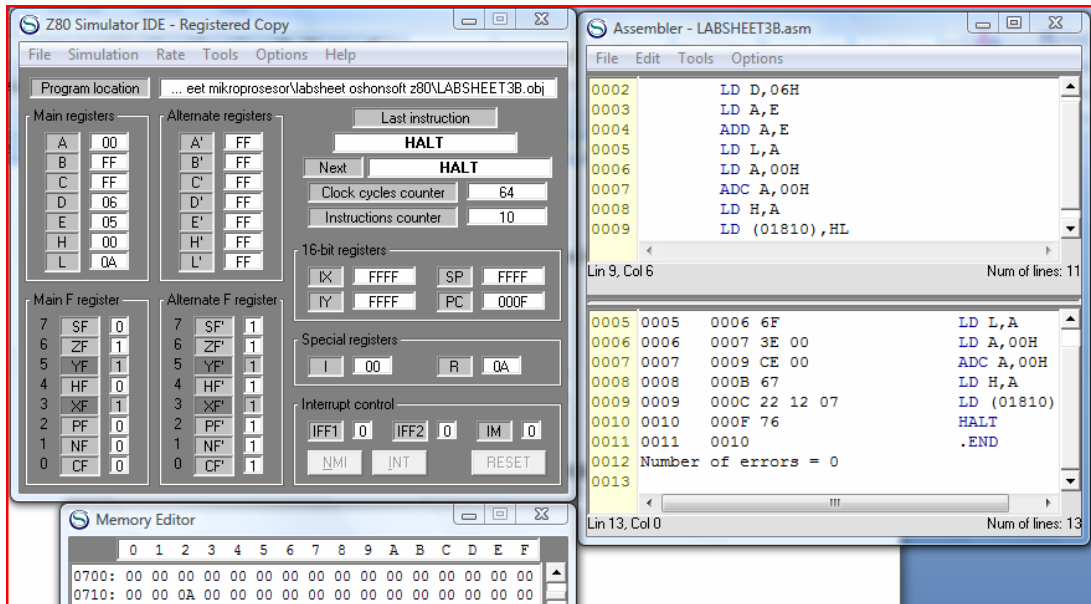 Z80 Simulator IDE - Registered Copy
File Simulation Rate Tools Options Help
Program location ... eet mikroprosesor\labsheet oshonsoft z80\LABSHEET3B.obj
Main registers
A 00
B FF
C FF
D 06
E 05
H 00
L 0A
Alternate registers
A' FF
B' FF
C' FF
D' FF
E' FF
H' FF
L' FF
Last instruction
HALT
Next HALT
Clock cycles counter 64
Instructions counter 10
16-bit registers
IX FFFF SP FFFF
IY FFFF PC 000F
Main F register
7 SF 0
6 ZF 1
5 YF 1
4 HF 0
3 XF 1
2 PF 0
1 NF 0
0 CF 0
Alternate F register
7 SF' 1
6 ZF' 1
5 YF' 1
4 HF' 1
3 XF' 1
2 PF' 1
1 NF' 1
0 CF' 1
Special registers
I 00 R 0A
Interrupt control
IFF1 0 IFF2 0 IM 0
NMI INT RESET
Assembler - LABSHEET3B.asm
File Edit Tools Options
0002 LD D,06H
0003 LD A,E
0004 ADD A,E
0005 LD L,A
0006 LD A,00H
0007 ADC A,00H
0008 LD H,A
0009 LD (01810),HL
Lin 9, Col 6 Num of lines: 11
0005 0005 0006 6F LD L,A
0006 0006 0007 3E 00 LD A,00H
0007 0007 0009 CE 00 ADC A,00H
0008 0008 000B 67 LD H,A
0009 0009 000C 22 12 07 LD (01810)
0010 0010 000F 76 HALT
0011 0011 0010 .END
0012 Number of errors = 0
0013
Lin 13, Col 0 Num of lines: 13
Memory Editor
0 1 2 3 4 5 6 7 8 9 A B C D E F
0700: 00 00 00 00 00 00 00 00 00 00 00 00 00 00 00 00
0710: 00 00 0A 00 00 00 00 00 00 00 00 00 00 00 00 00